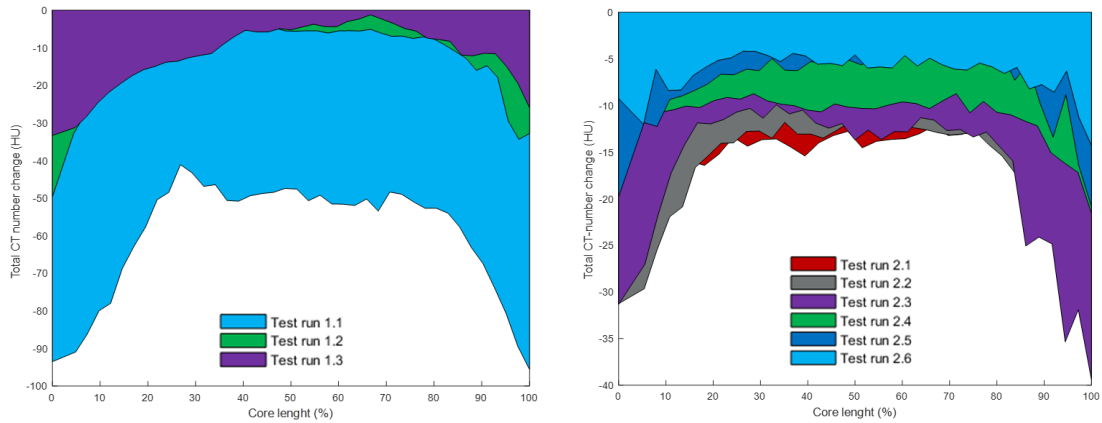 Total CT number change (HU)
0
-10
-20
-30
-40
-50
-60
-70
-80
-90
-100
0 10 20 30 40 50 60 70 80 90 100
Core lenght (%)
Test run 1.1
Test run 1.2
Test run 1.3
Total CT-number change (HU)
0
-5
-10
-15
-20
-25
-30
-35
-40
0 10 20 30 40 50 60 70 80 90 100
Core lenght (%)
Test run 2.1
Test run 2.2
Test run 2.3
Test run 2.4
Test run 2.5
Test run 2.6